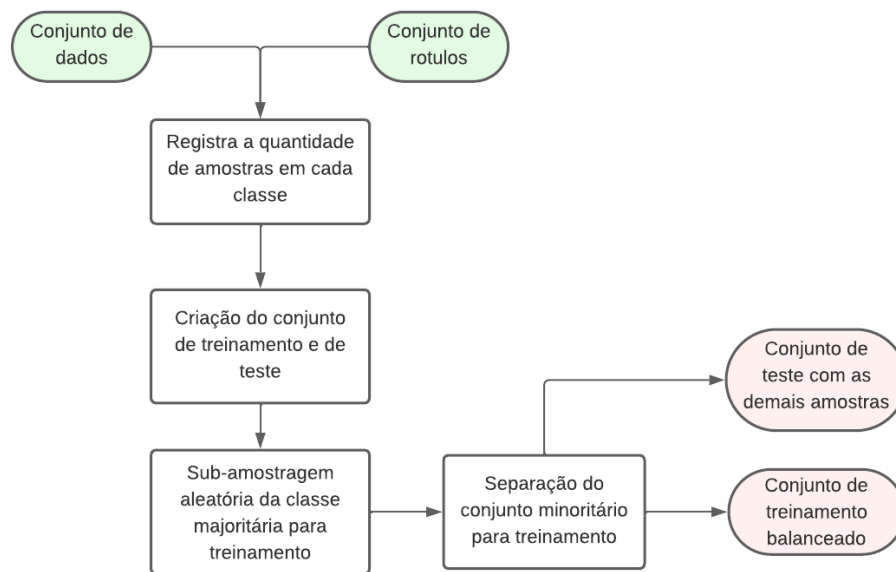 Conjunto de
dados
Conjunto de
rotulos
Registra a quantidade
de amostras em cada
classe
Criação do conjunto
de treinamento e de
teste
Sub-amostragem
aleatória da classe
majoritária para
treinamento
Separação do
conjunto minoritário
para treinamento
Conjunto de
teste com as
demais amostras
Conjunto de
treinamento
balanceado